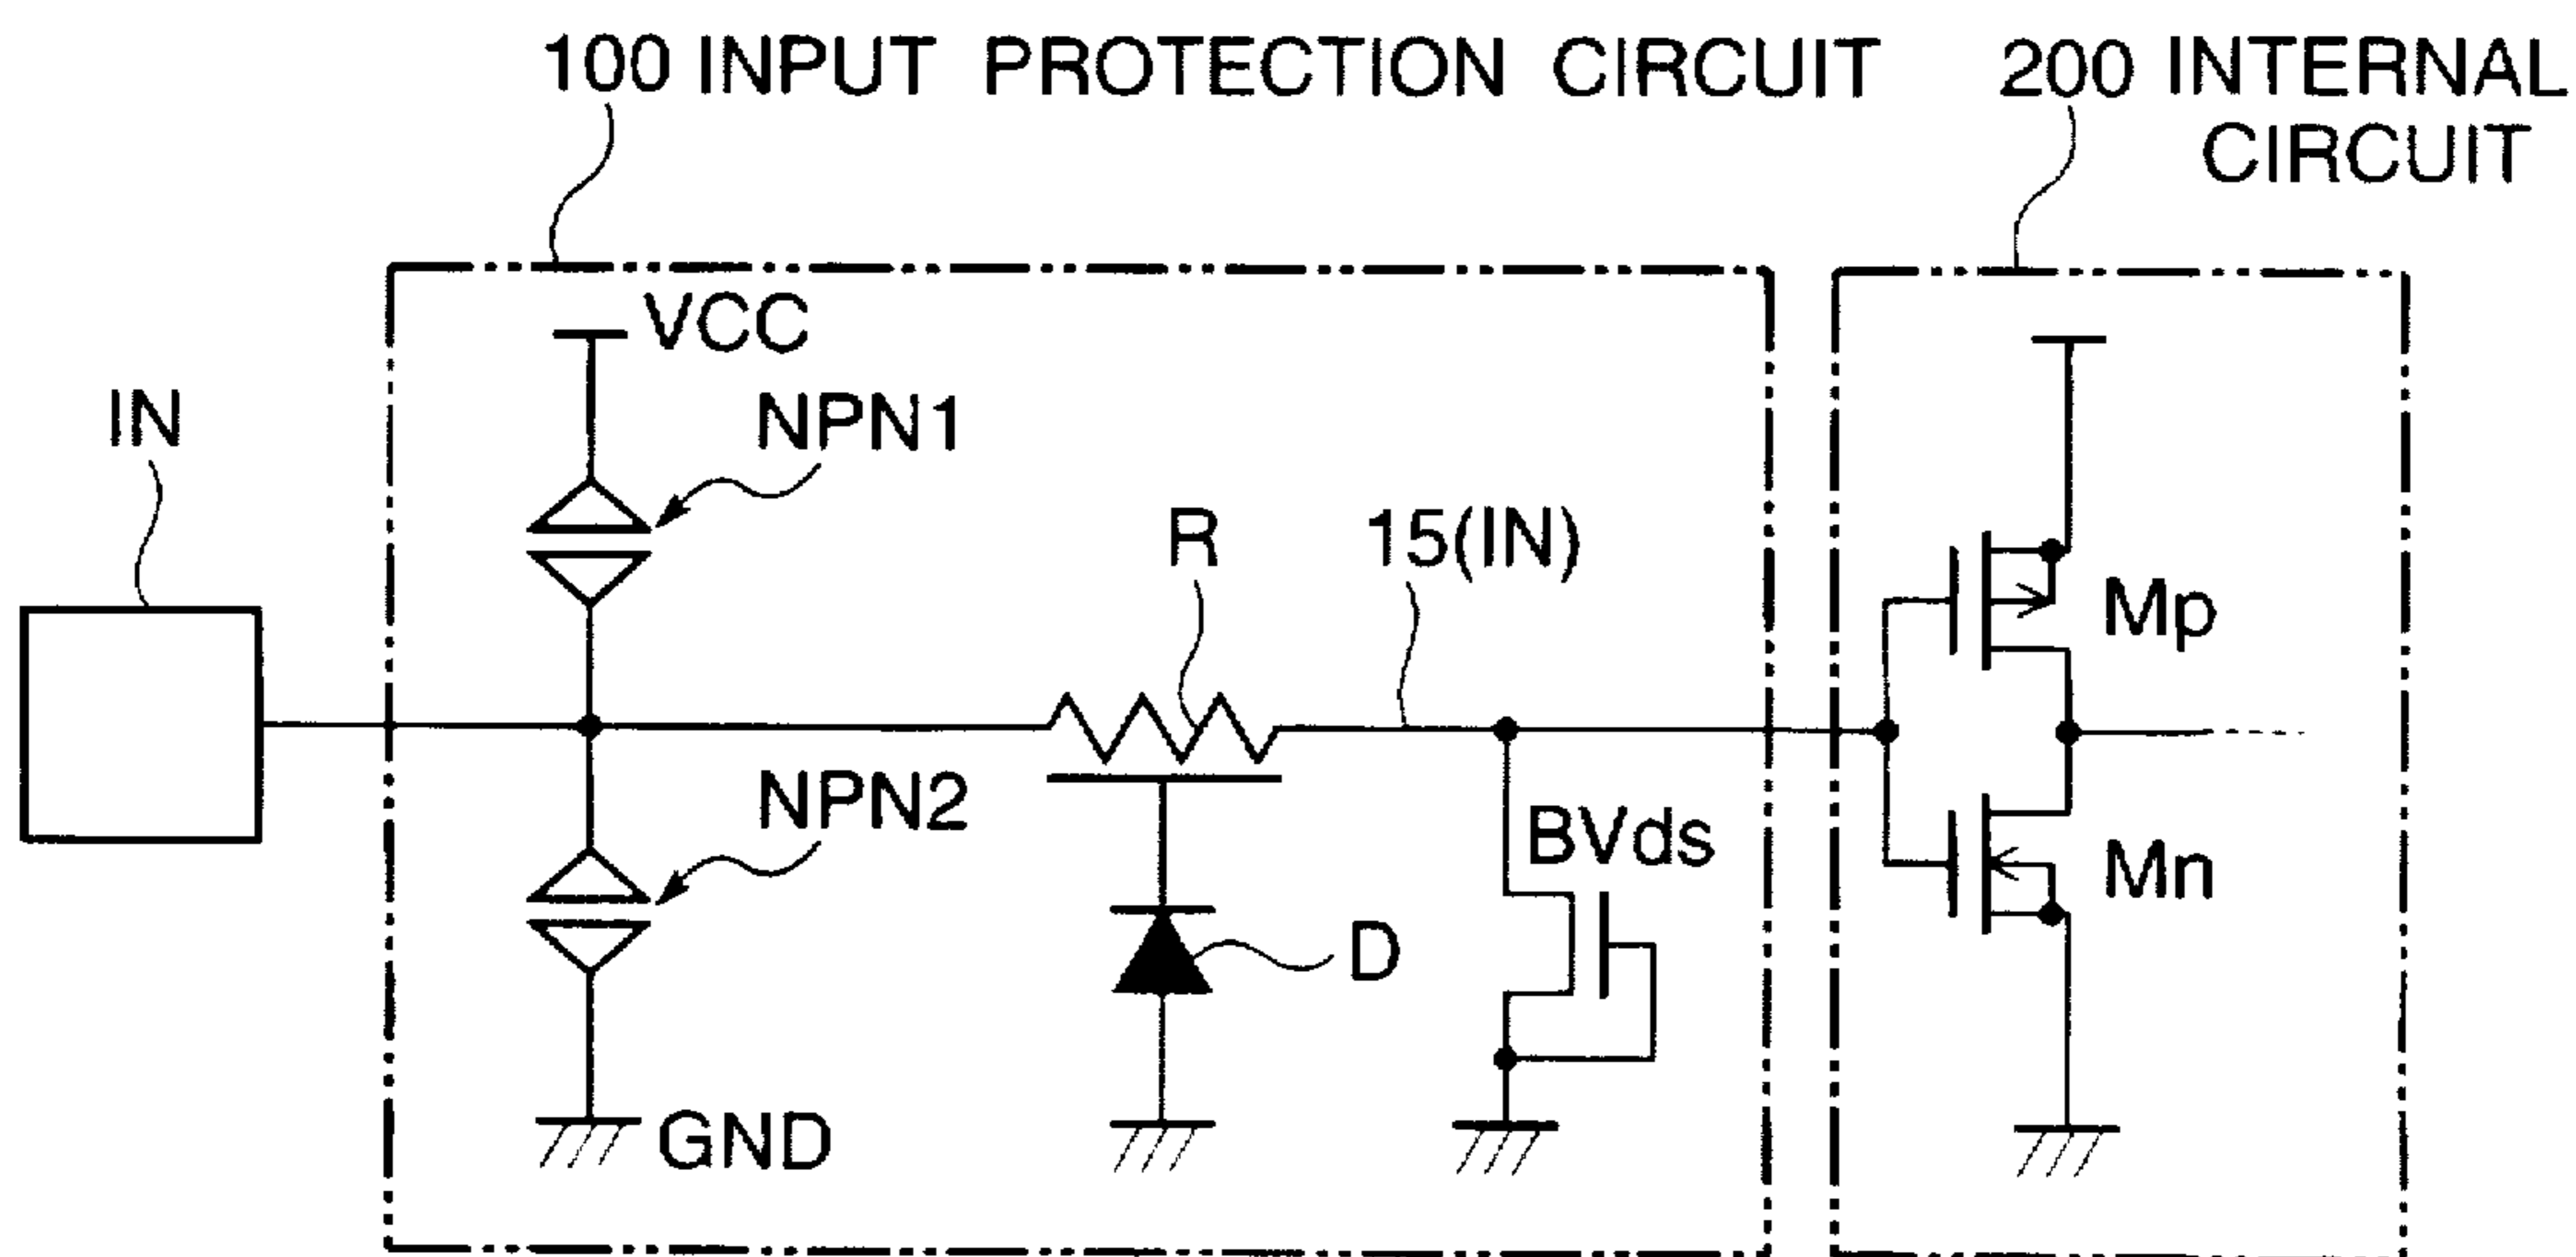 100 INPUT PROTECTION CIRCUIT
200 INTERNAL
CIRCUIT
VCC
NPN1
IN
R
15(IN)
Mp
NPN2
BVds
Mn
D
GND